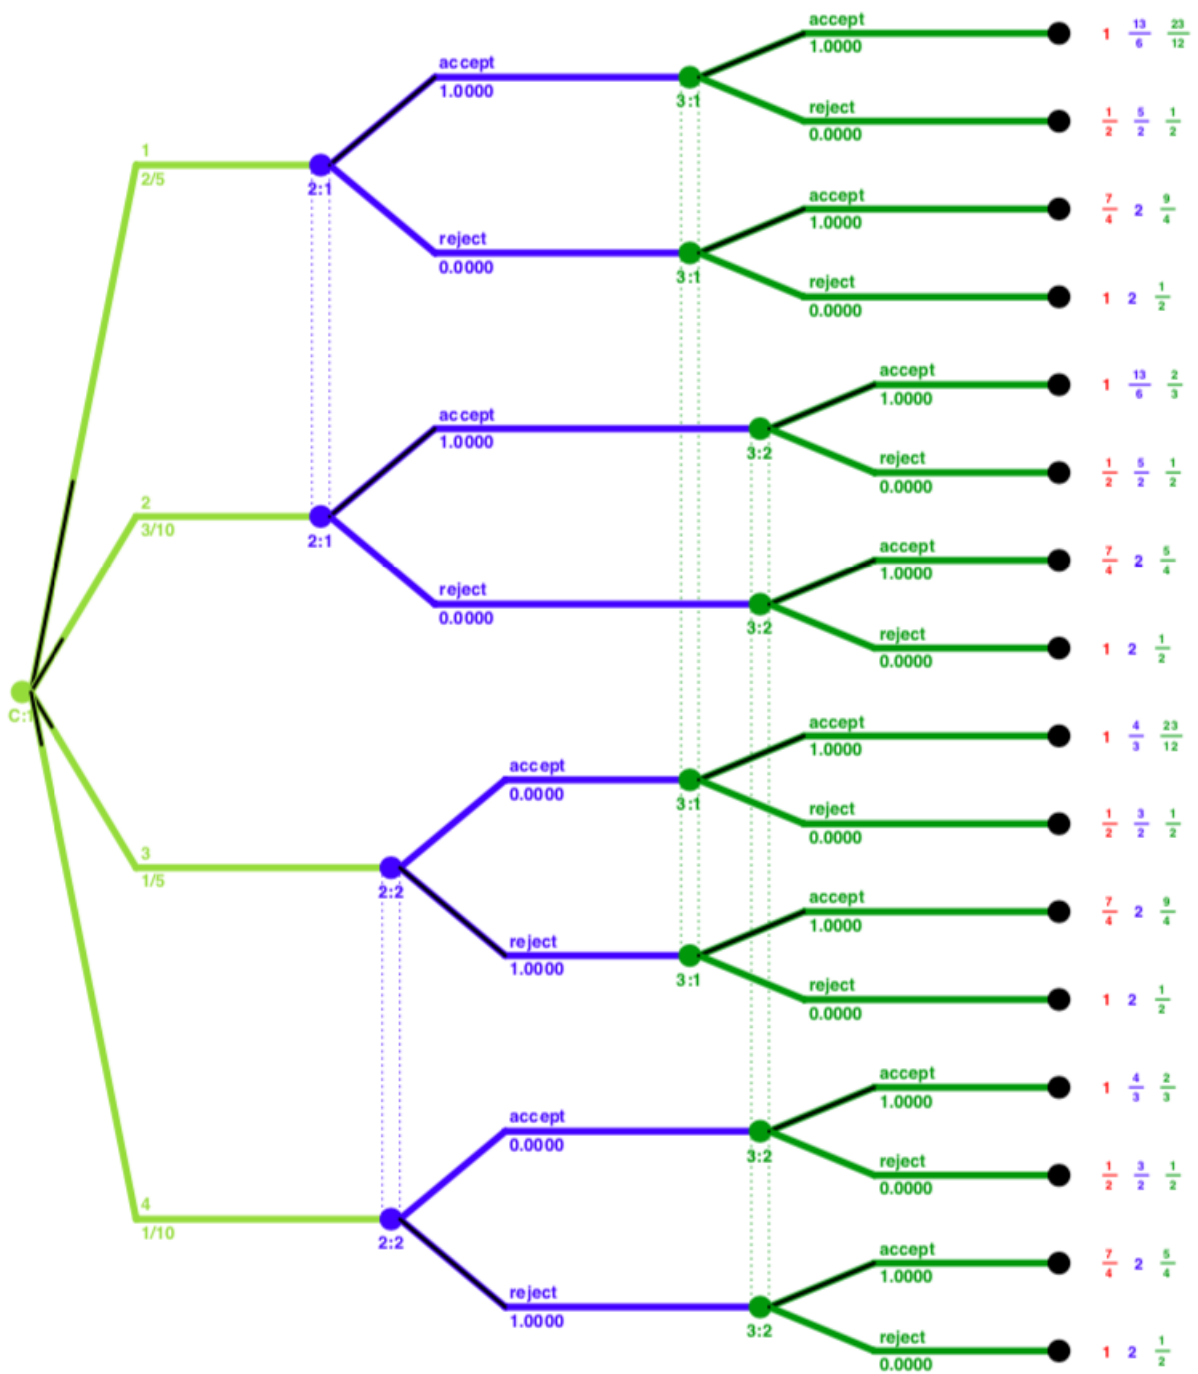 accept
1.0000
1 13/6 23/12
accept
1.0000
3:1
reject
0.0000
1/2 5/2 1/2
1
2/5
2:1
accept
1.0000
7/4 2 9/4
reject
0.0000
3:1
reject
0.0000
1 2 1/2
accept
1.0000
1 13/6 2/3
accept
1.0000
3:2
reject
0.0000
1/2 5/2 1/2
2
3/10
2:1
accept
1.0000
7/4 2 5/4
reject
0.0000
3:2
reject
0.0000
1 2 1/2
C:1
accept
1.0000
1 4/3 23/12
accept
0.0000
3:1
reject
0.0000
1/2 3/2 1/2
3
1/5
2:2
accept
1.0000
7/4 2 9/4
reject
1.0000
3:1
reject
0.0000
1 2 1/2
accept
1.0000
1 4/3 2/3
accept
0.0000
3:2
reject
0.0000
1/2 3/2 1/2
4
1/10
2:2
accept
1.0000
7/4 2 5/4
reject
1.0000
3:2
reject
0.0000
1 2 1/2